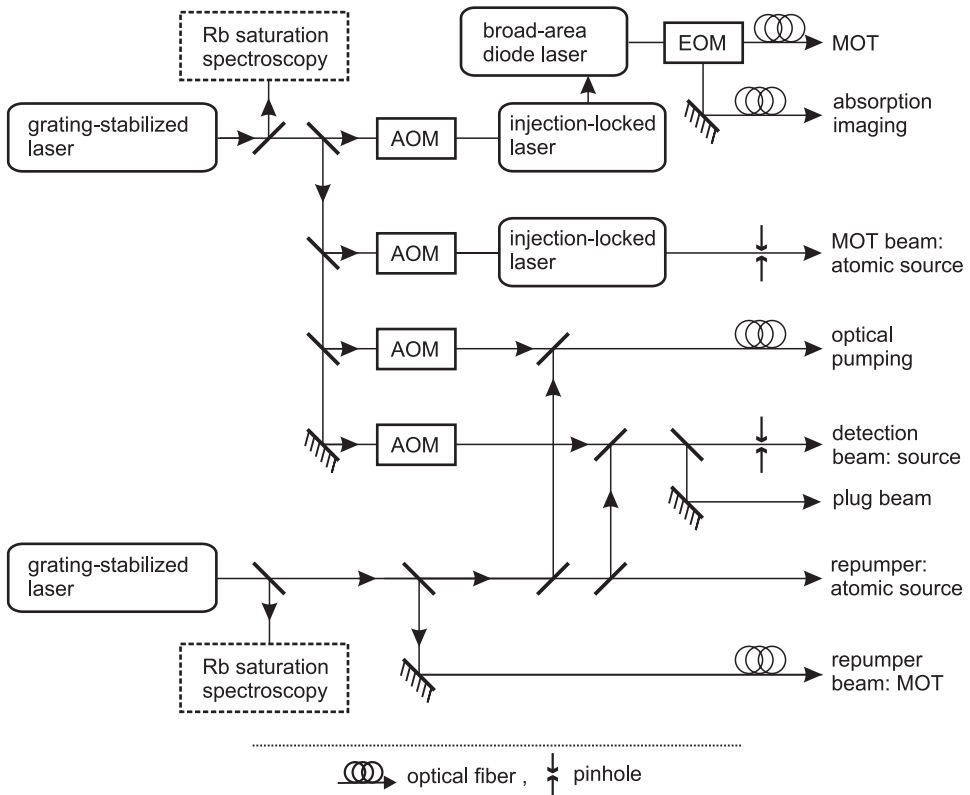 Rb saturation
spectroscopy
broad-area
diode laser
EOM
MOT
grating-stabilized
laser
AOM
injection-locked
laser
absorption
imaging
AOM
injection-locked
laser
MOT beam:
atomic source
AOM
optical
pumping
AOM
detection
beam: source
plug beam
grating-stabilized
laser
repumper:
atomic source
Rb saturation
spectroscopy
repumper
beam: MOT
optical fiber , pinhole